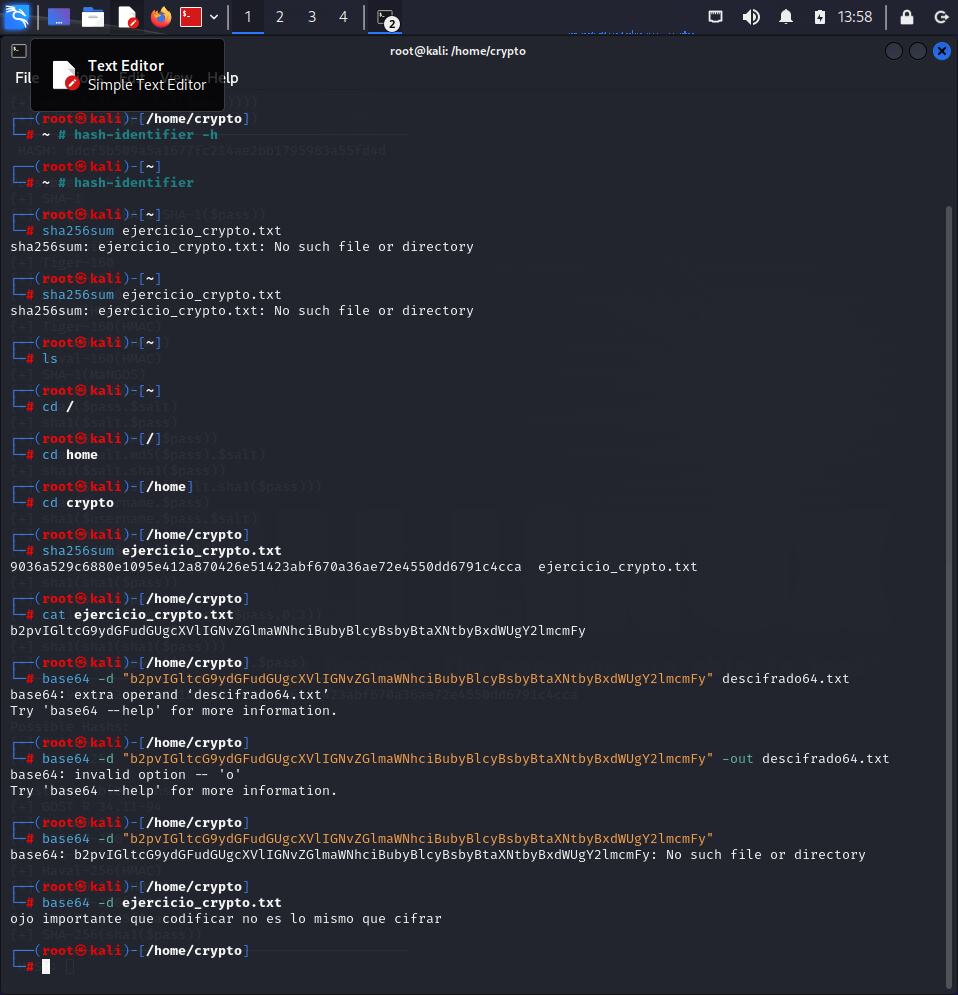 1 2 3 4 2 13:58
root@kali: /home/crypto
File Actions Edit View Help
Text Editor
Simple Text Editor
┌──(root㉿kali)-[/home/crypto]
└─# ~ # hash-identifier -h
┌──(root㉿kali)-[~]
└─# ~ # hash-identifier
┌──(root㉿kali)-[~]
└─# sha256sum ejercicio_crypto.txt
sha256sum: ejercicio_crypto.txt: No such file or directory
┌──(root㉿kali)-[~]
└─# sha256sum ejercicio_crypto.txt
sha256sum: ejercicio_crypto.txt: No such file or directory
┌──(root㉿kali)-[~]
└─# ls
┌──(root㉿kali)-[~]
└─# cd /
┌──(root㉿kali)-[/]
└─# cd home
┌──(root㉿kali)-[/home]
└─# cd crypto
┌──(root㉿kali)-[/home/crypto]
└─# sha256sum ejercicio_crypto.txt
9036a529c6880e1095e412a870426e51423abf670a36ae72e4550dd6791c4cca  ejercicio_crypto.txt
┌──(root㉿kali)-[/home/crypto]
└─# cat ejercicio_crypto.txt
b2pvIGltcG9ydGFudGUgcXVlIGNvZGlmaWNhciBubyBlcyBsbyBtaXNtbyBxdWUgY2lmcmFy
┌──(root㉿kali)-[/home/crypto]
└─# base64 -d "b2pvIGltcG9ydGFudGUgcXVlIGNvZGlmaWNhciBubyBlcyBsbyBtaXNtbyBxdWUgY2lmcmFy" descifrado64.txt
base64: extra operand ‘descifrado64.txt’
Try 'base64 --help' for more information.
┌──(root㉿kali)-[/home/crypto]
└─# base64 -d "b2pvIGltcG9ydGFudGUgcXVlIGNvZGlmaWNhciBubyBlcyBsbyBtaXNtbyBxdWUgY2lmcmFy" -out descifrado64.txt
base64: invalid option -- 'o'
Try 'base64 --help' for more information.
┌──(root㉿kali)-[/home/crypto]
└─# base64 -d "b2pvIGltcG9ydGFudGUgcXVlIGNvZGlmaWNhciBubyBlcyBsbyBtaXNtbyBxdWUgY2lmcmFy"
base64: b2pvIGltcG9ydGFudGUgcXVlIGNvZGlmaWNhciBubyBlcyBsbyBtaXNtbyBxdWUgY2lmcmFy: No such file or directory
┌──(root㉿kali)-[/home/crypto]
└─# base64 -d ejercicio_crypto.txt
ojo importante que codificar no es lo mismo que cifrar
┌──(root㉿kali)-[/home/crypto]
└─#